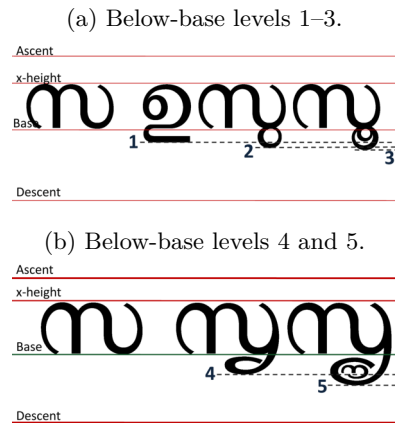 (a) Below-base levels 1–3.
Ascent
x-height
സ ഉ സു സൂ
Base
1 2 3
Descent
(b) Below-base levels 4 and 5.
Ascent
x-height
സ സൃ സൄ
Base
4
5
Descent